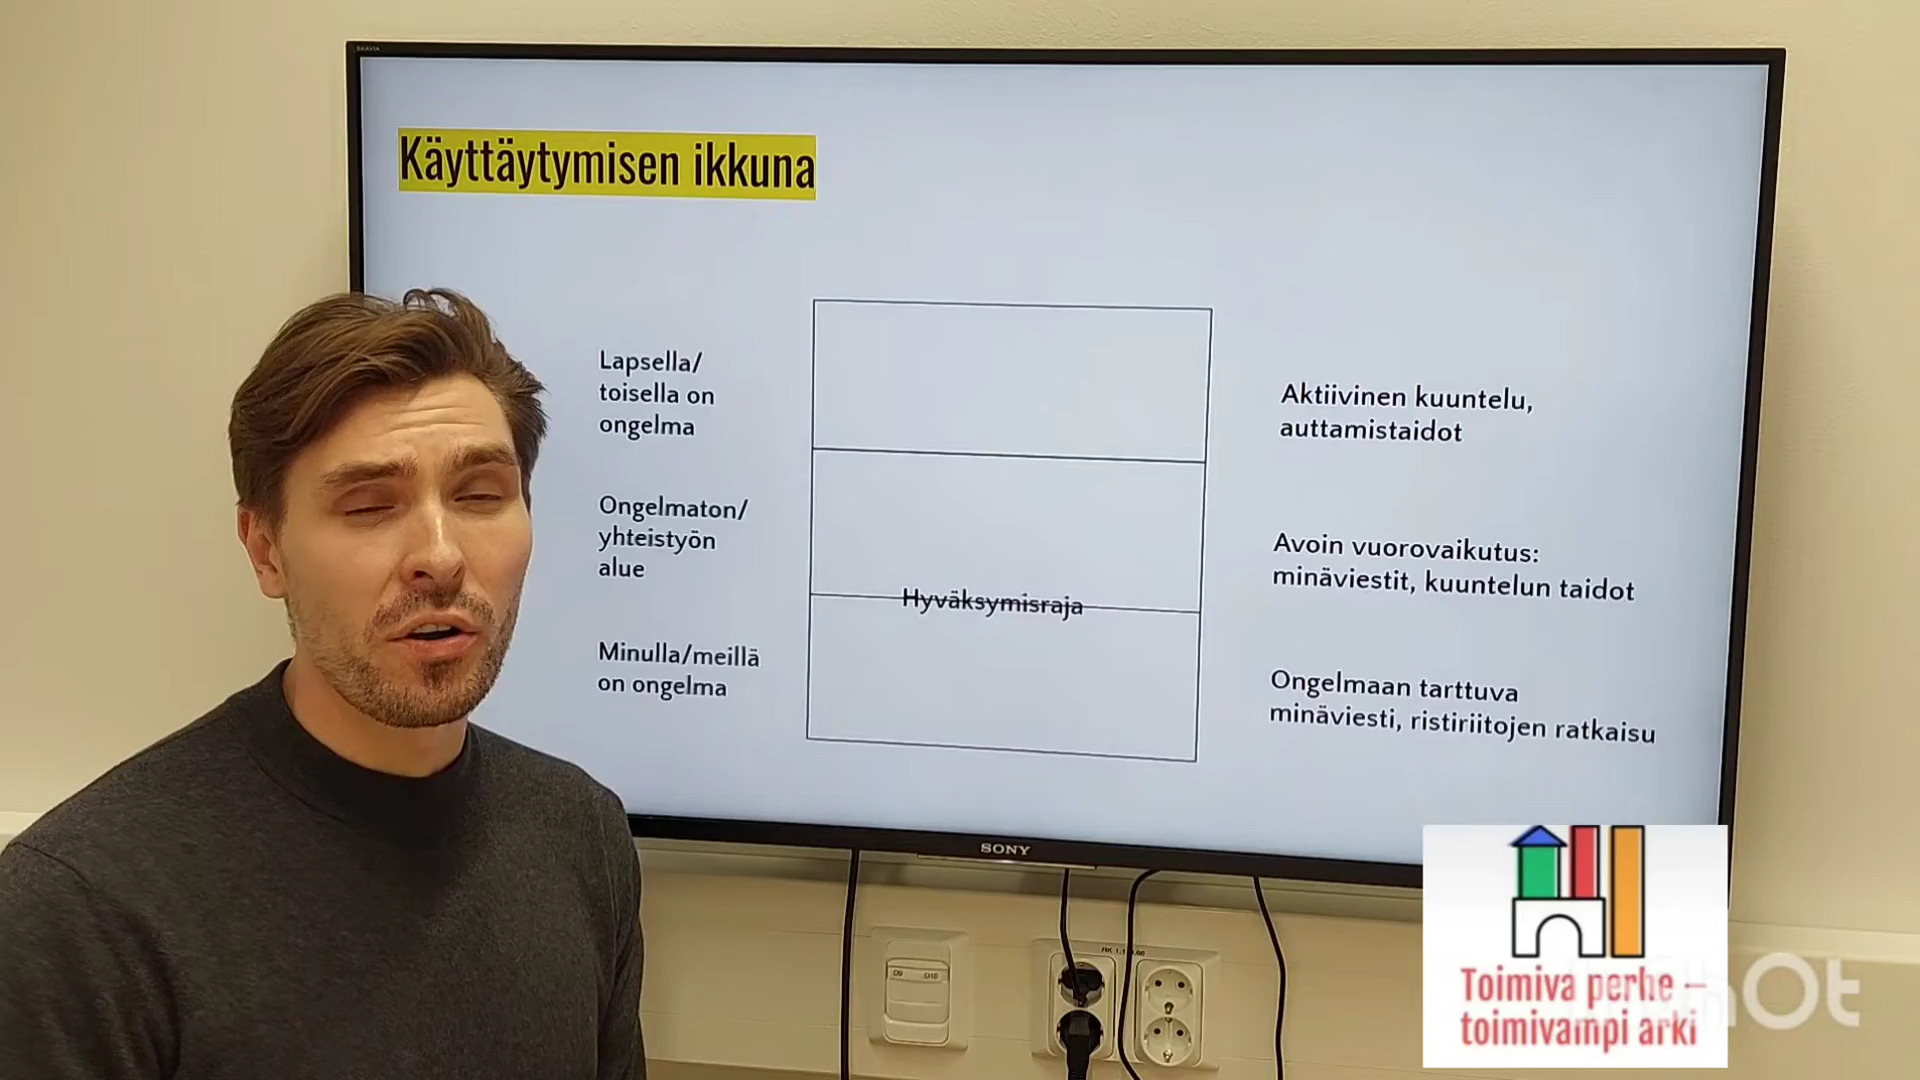 BRAVIA
Käyttäytymisen ikkuna
Lapsella/
toisella on
ongelma
Aktiivinen kuuntelu,
auttamistaidot
Ongelmaton/
yhteistyön
alue
Avoin vuorovaikutus:
minäviestit, kuuntelun taidot
Hyväksymisraja
Minulla/meillä
on ongelma
Ongelmaan tarttuva
minäviesti, ristiriitojen ratkaisu
SONY
Toimiva perhe –
toimivampi arki